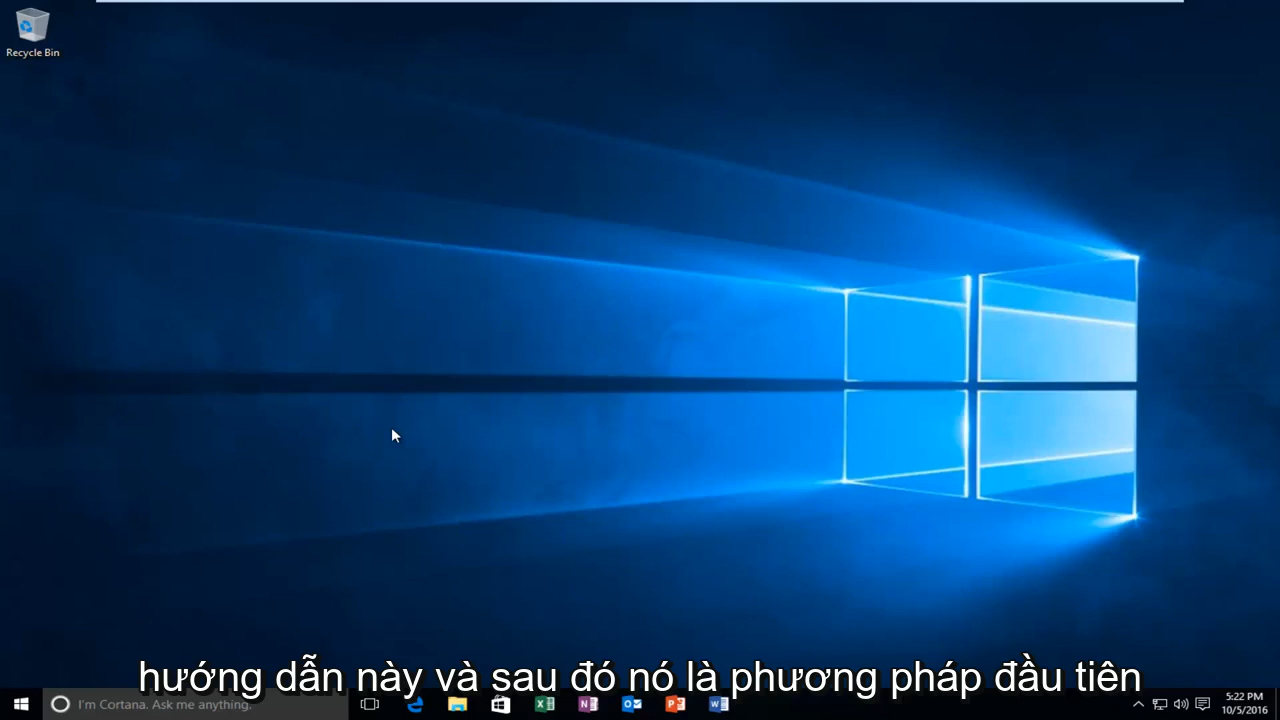 Recycle Bin
hướng dẫn này và sau đó nó là phương pháp đầu tiên
I'm Cortana. Ask me anything.
5:22 PM
10/5/2016